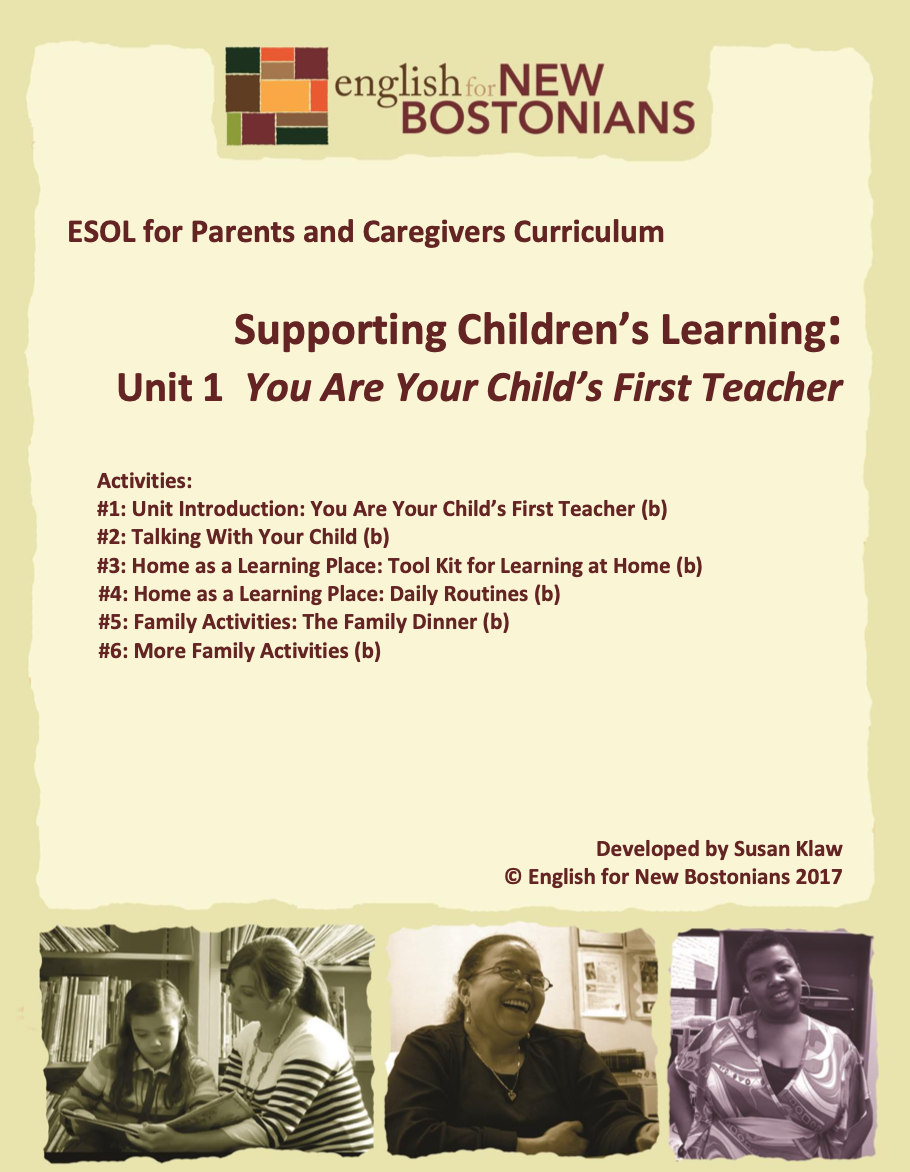 english for NEW
BOSTONIANS
ESOL for Parents and Caregivers Curriculum
Supporting Children’s Learning:
Unit 1 You Are Your Child’s First Teacher
Activities:
#1: Unit Introduction: You Are Your Child’s First Teacher (b)
#2: Talking With Your Child (b)
#3: Home as a Learning Place: Tool Kit for Learning at Home (b)
#4: Home as a Learning Place: Daily Routines (b)
#5: Family Activities: The Family Dinner (b)
#6: More Family Activities (b)
Developed by Susan Klaw
© English for New Bostonians 2017